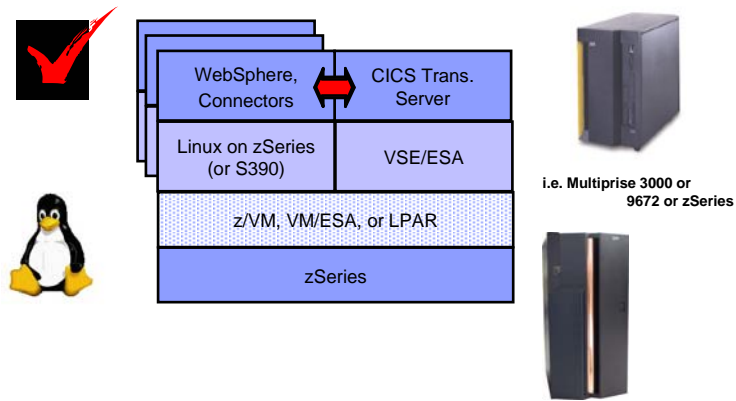 WebSphere,
Connectors
CICS Trans.
Server
Linux on zSeries
(or S390)
VSE/ESA
z/VM, VM/ESA, or LPAR
zSeries
i.e. Multiprise 3000 or
9672 or zSeries